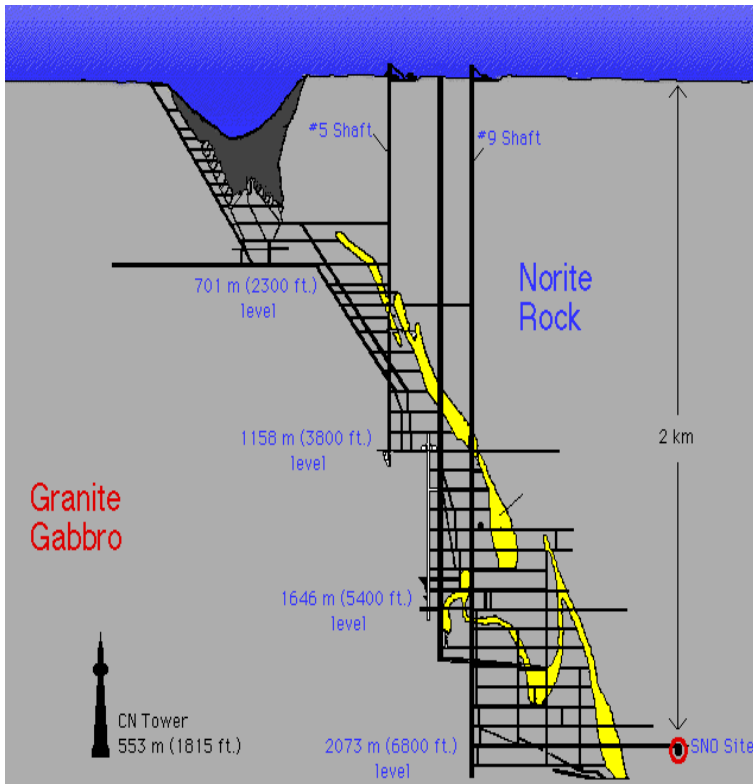 #5 Shaft
#9 Shaft
701 m (2300 ft.)
level
Norite
Rock
1158 m (3800 ft.)
level
2 km
Granite
Gabbro
1646 m (5400 ft.)
level
CN Tower
553 m (1815 ft.)
2073 m (6800 ft.)
level
SNO Site